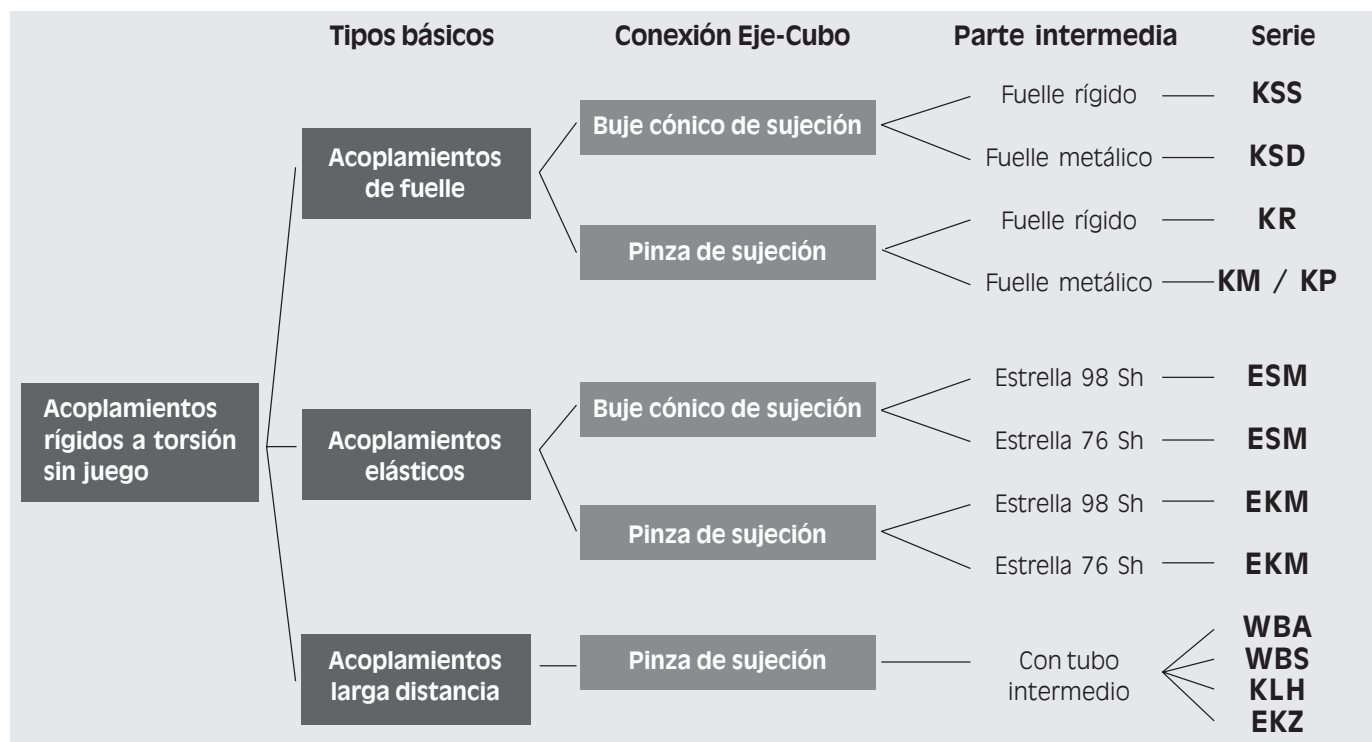 Tipos básicos Conexión Eje-Cubo Parte intermedia Serie
Acoplamientos
rígidos a torsión
sin juego
Acoplamientos
de fuelle
Buje cónico de sujeción
Fuelle rígido KSS
Fuelle metálico KSD
Pinza de sujeción
Fuelle rígido KR
Fuelle metálico KM / KP
Acoplamientos
elásticos
Buje cónico de sujeción
Estrella 98 Sh ESM
Estrella 76 Sh ESM
Pinza de sujeción
Estrella 98 Sh EKM
Estrella 76 Sh EKM
Acoplamientos
larga distancia
Pinza de sujeción
Con tubo
intermedio
WBA
WBS
KLH
EKZ